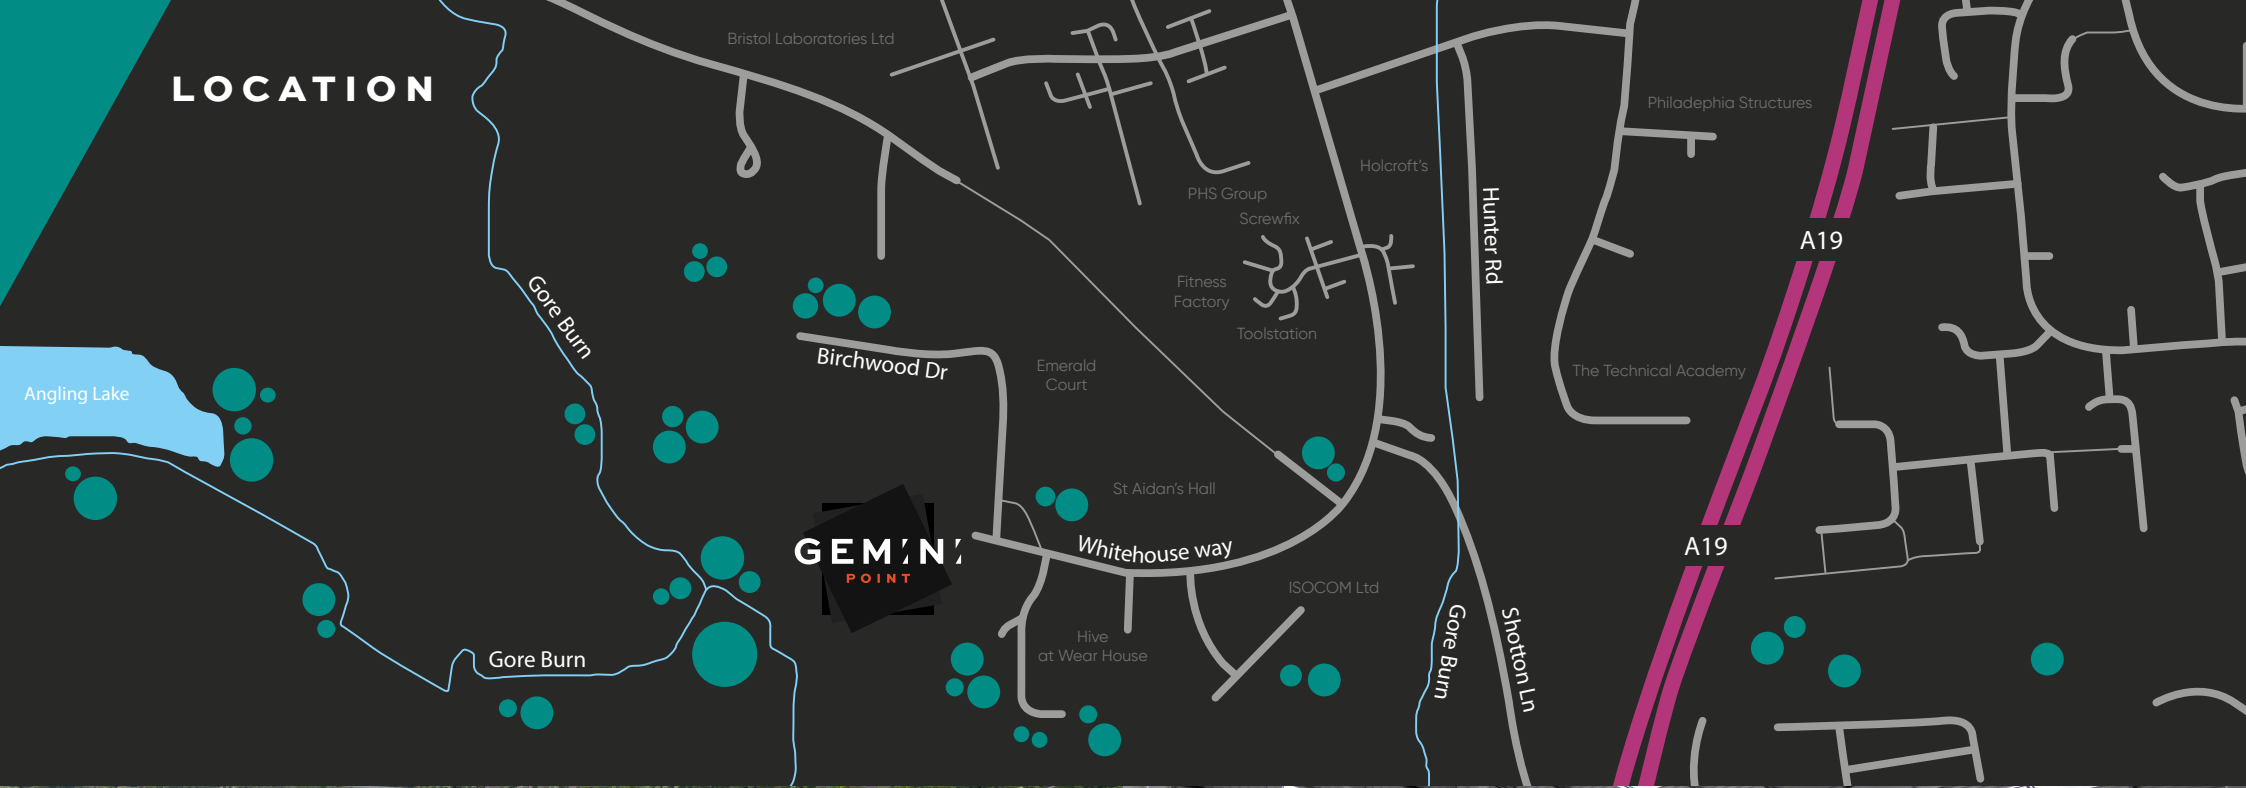 LOCATION
Bristol Laboratories Ltd
Philadephia Structures
Holcroft's
PHS Group
Screwfix
Hunter Rd
A19
Gore Burn
Fitness
Factory
Toolstation
Birchwood Dr
Emerald
Court
The Technical Academy
Angling Lake
St Aidan's Hall
GEMINI
POINT
Whitehouse way
A19
ISOCOM Ltd
Hive
at Wear House
Gore Burn
Gore Burn
Shotton Ln